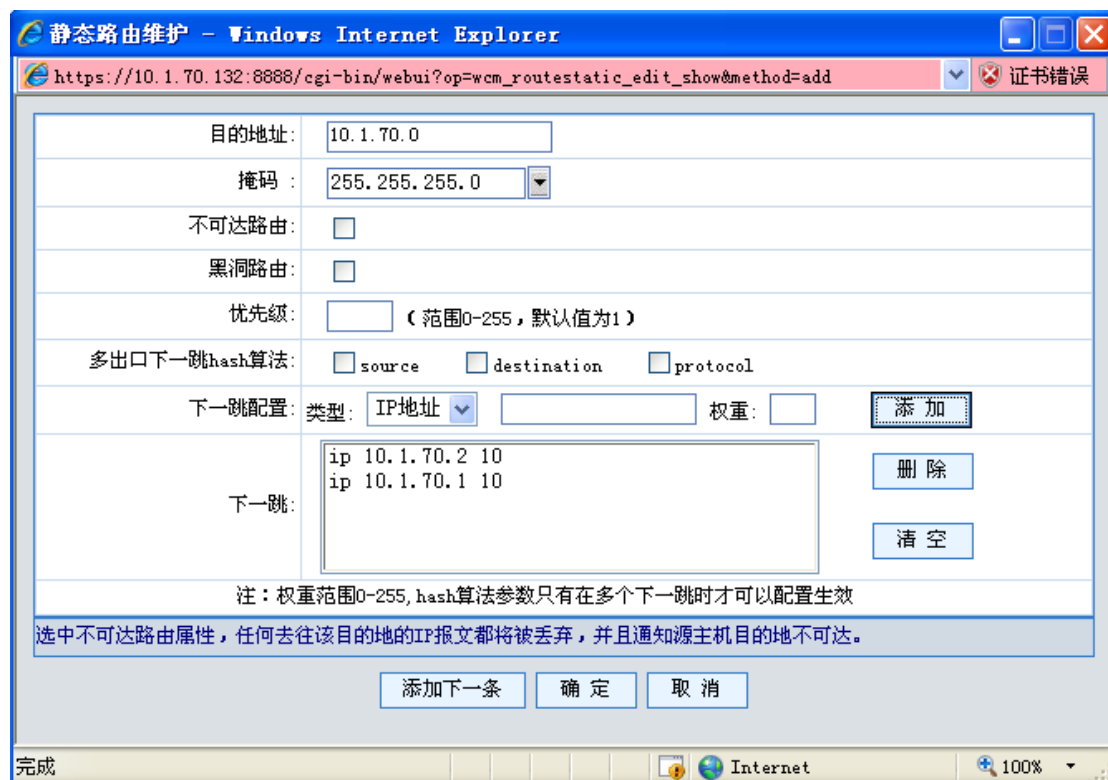 静态路由维护 - Windows Internet Explorer
https://10.1.70.132:8888/cgi-bin/webui?op=wcm_routestatic_edit_show&method=add 证书错误
目的地址: 10.1.70.0
掩码 : 255.255.255.0
不可达路由:
黑洞路由:
优先级: (范围0-255,默认值为1)
多出口下一跳hash算法: source destination protocol
下一跳配置: 类型: IP地址 权重: 添 加
下一跳:
ip 10.1.70.2 10
ip 10.1.70.1 10
删 除
清 空
注:权重范围0-255,hash算法参数只有在多个下一跳时才可以配置生效
选中不可达路由属性,任何去往该目的地的IP报文都将被丢弃,并且通知源主机目的地不可达。
添加下一条 确 定 取 消
完成 Internet 100%